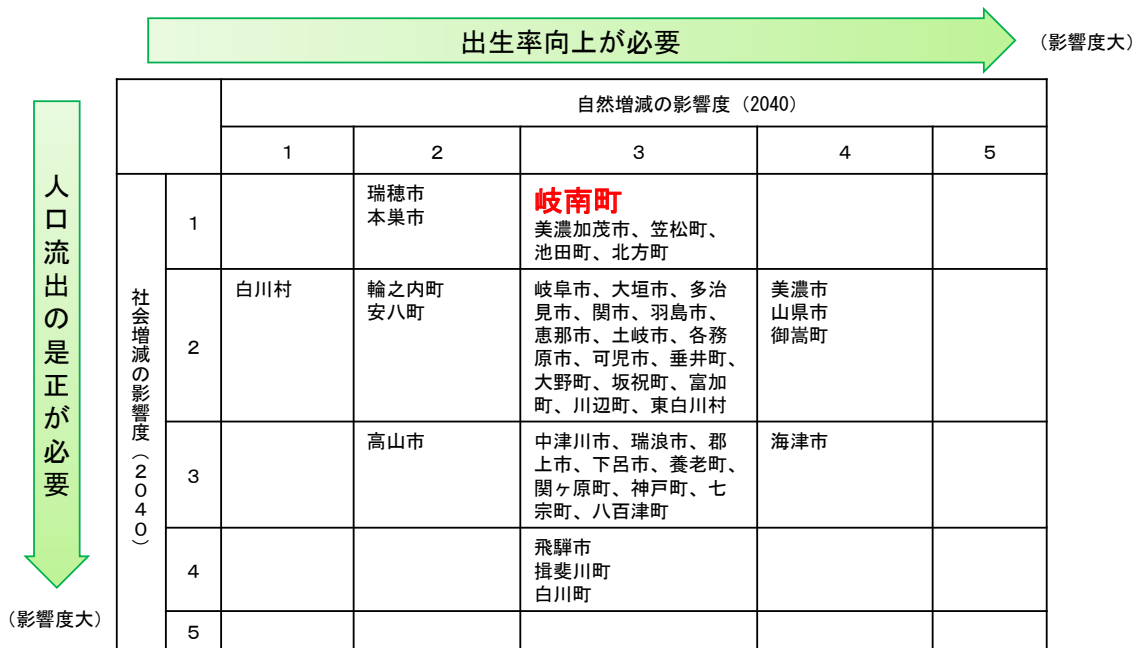 出生率向上が必要
(影響度大)
人口流出の是正が必要
(影響度大)
自然増減の影響度（2040）
1
2
3
4
5
社会増減の影響度（2040）
1
瑞穂市
本巣市
岐南町
美濃加茂市、笠松町、
池田町、北方町
2
白川村
輪之内町
安八町
岐阜市、大垣市、多治
見市、関市、羽島市、
恵那市、土岐市、各務
原市、可児市、垂井町、
大野町、坂祝町、富加
町、川辺町、東白川村
美濃市
山県市
御嵩町
3
高山市
中津川市、瑞浪市、郡
上市、下呂市、養老町、
関ヶ原町、神戸町、七
宗町、八百津町
海津市
4
飛騨市
揖斐川町
白川町
5